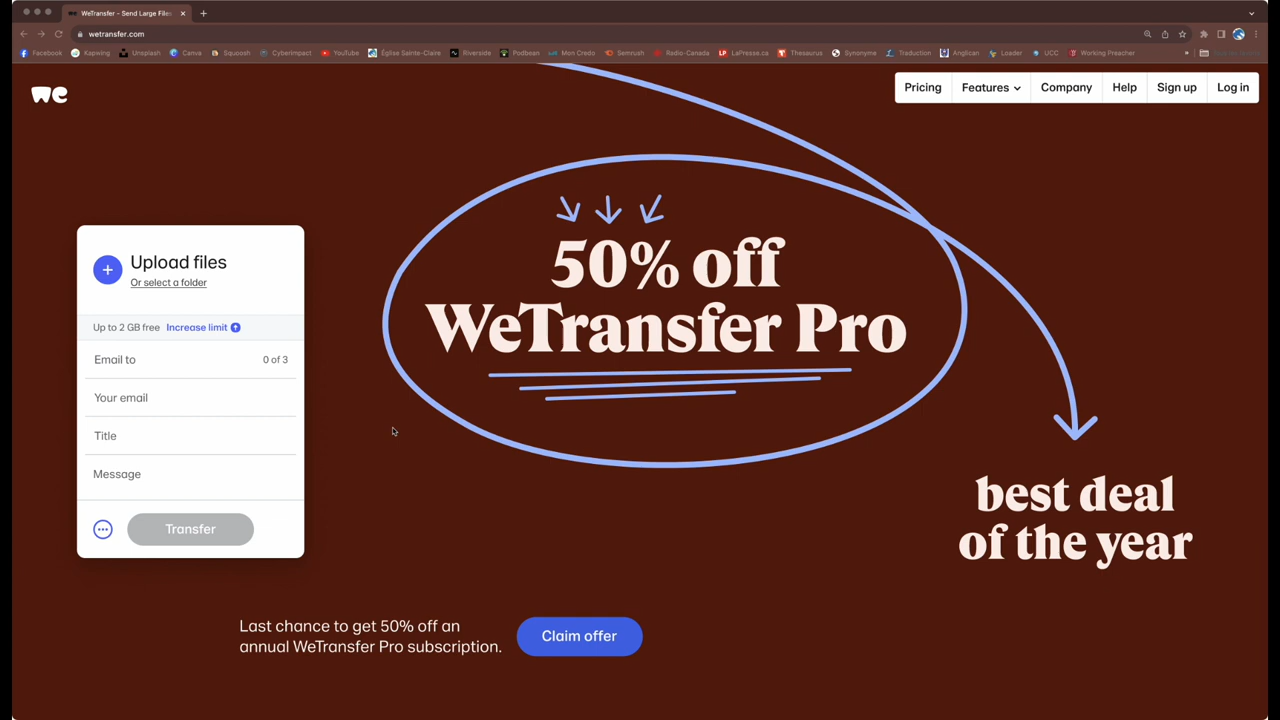 WeTransfer – Send Large Files
wetransfer.com
Facebook Kapwing Unsplash Canva Squoosh Cyberimpact YouTube Église Sainte-Claire Riverside Podbean Mon Credo Semrush Radio-Canada LaPresse.ca Thesaurus Synonyme Traduction Anglican Loader UCC Working Preacher »
we
Pricing Features Company Help Sign up Log in
50% off
WeTransfer Pro
Upload files
Or select a folder
Up to 2 GB free Increase limit
Email to 0 of 3
Your email
Title
Message
Transfer
best deal
of the year
Last chance to get 50% off an
annual WeTransfer Pro subscription.
Claim offer